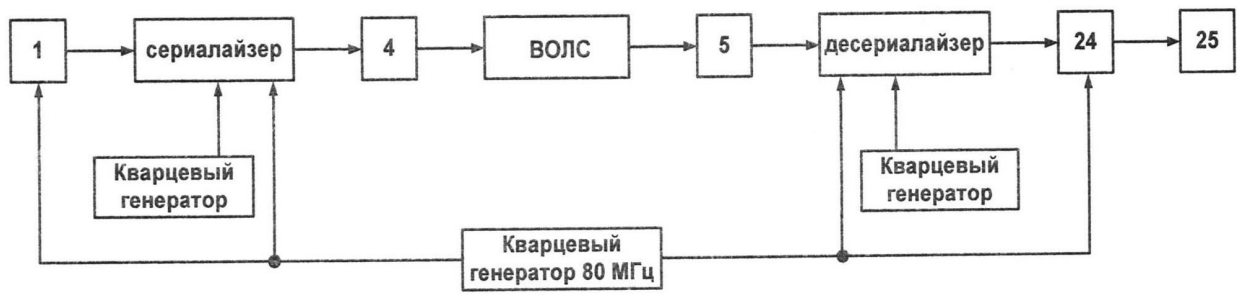 1
сериалайзер
4
ВОЛС
5
десериалайзер
24
25
Кварцевый
генератор
Кварцевый
генератор
Кварцевый
генератор 80 МГц